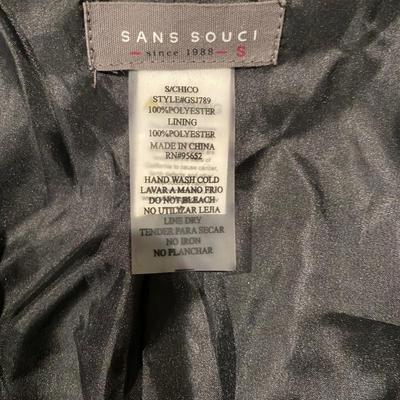 SANS SOUCI
since 1988 S
S/CHICO
STYLE#GSJ789
100%POLYESTER
LINING
100%POLYESTER
MADE IN CHINA
RN#95652
HAND WASH COLD
LAVAR A MANO FRIO
DO NOT BLEACH
NO UTILIZAR LEJIA
LINE DRY
TENDER PARA SECAR
NO IRON
NO PLANCHAR